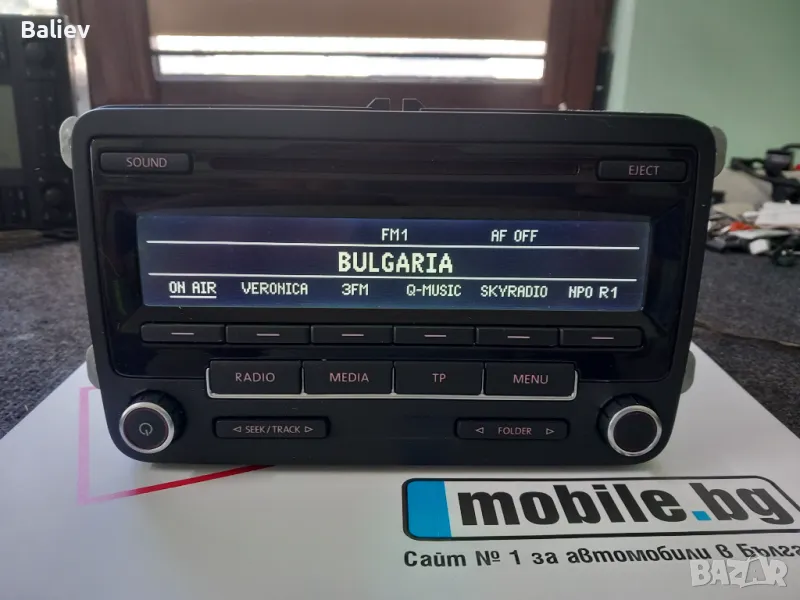 Baliev
SOUND
EJECT
FM1 AF OFF
BULGARIA
ON AIR VERONICA 3FM Q-MUSIC SKYRADIO NPO R1
RADIO MEDIA TP MENU
◁ SEEK/TRACK ▷
◁ FOLDER ▷
mobile.bg
Сайт № 1 за автомобили в Бълга
BAZAR